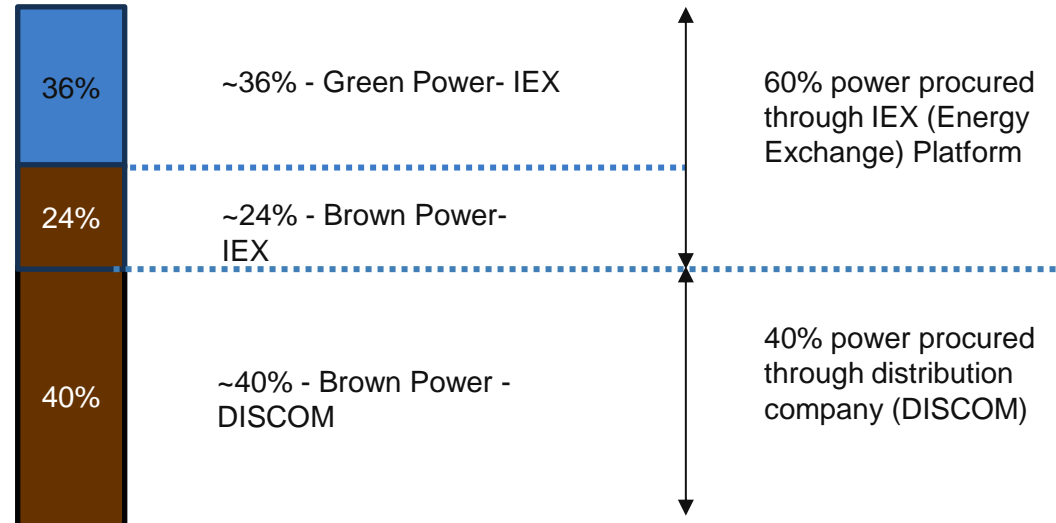 36%
~36% - Green Power- IEX
60% power procured
through IEX (Energy
Exchange) Platform
24%
~24% - Brown Power-
IEX
40%
~40% - Brown Power -
DISCOM
40% power procured
through distribution
company (DISCOM)